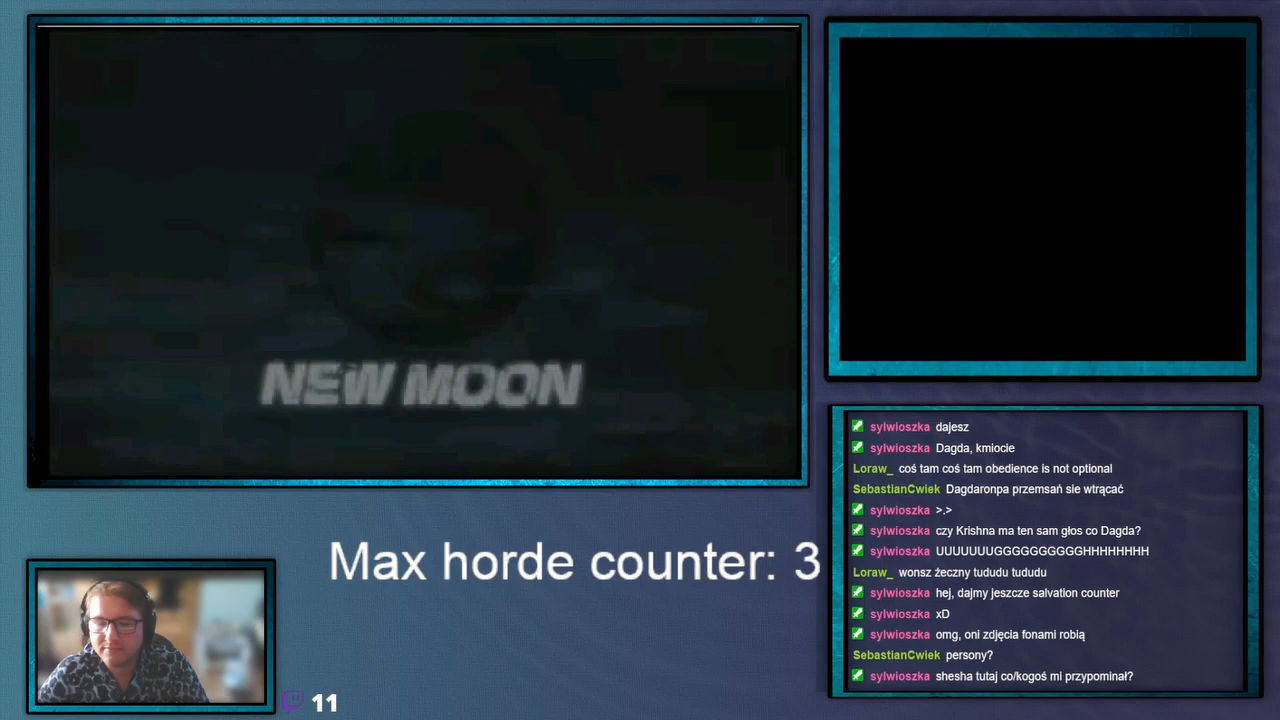 NEW MOON
Max horde counter: 3
11
sylwioszka dajesz
sylwioszka Dagda, kmiocie
Loraw_ coś tam coś tam obedience is not optional
SebastianCwiek Dagdaronpa przemsań sie wtrącać
sylwioszka >.>
sylwioszka czy Krishna ma ten sam głos co Dagda?
sylwioszka UUUUUUUGGGGGGGGGGHHHHHHHH
Loraw_ wonsz żeczny tududu tududu
sylwioszka hej, dajmy jeszcze salvation counter
sylwioszka xD
sylwioszka omg, oni zdjęcia fonami robią
SebastianCwiek persony?
sylwioszka shesha tutaj co/kogoś mi przypominał?